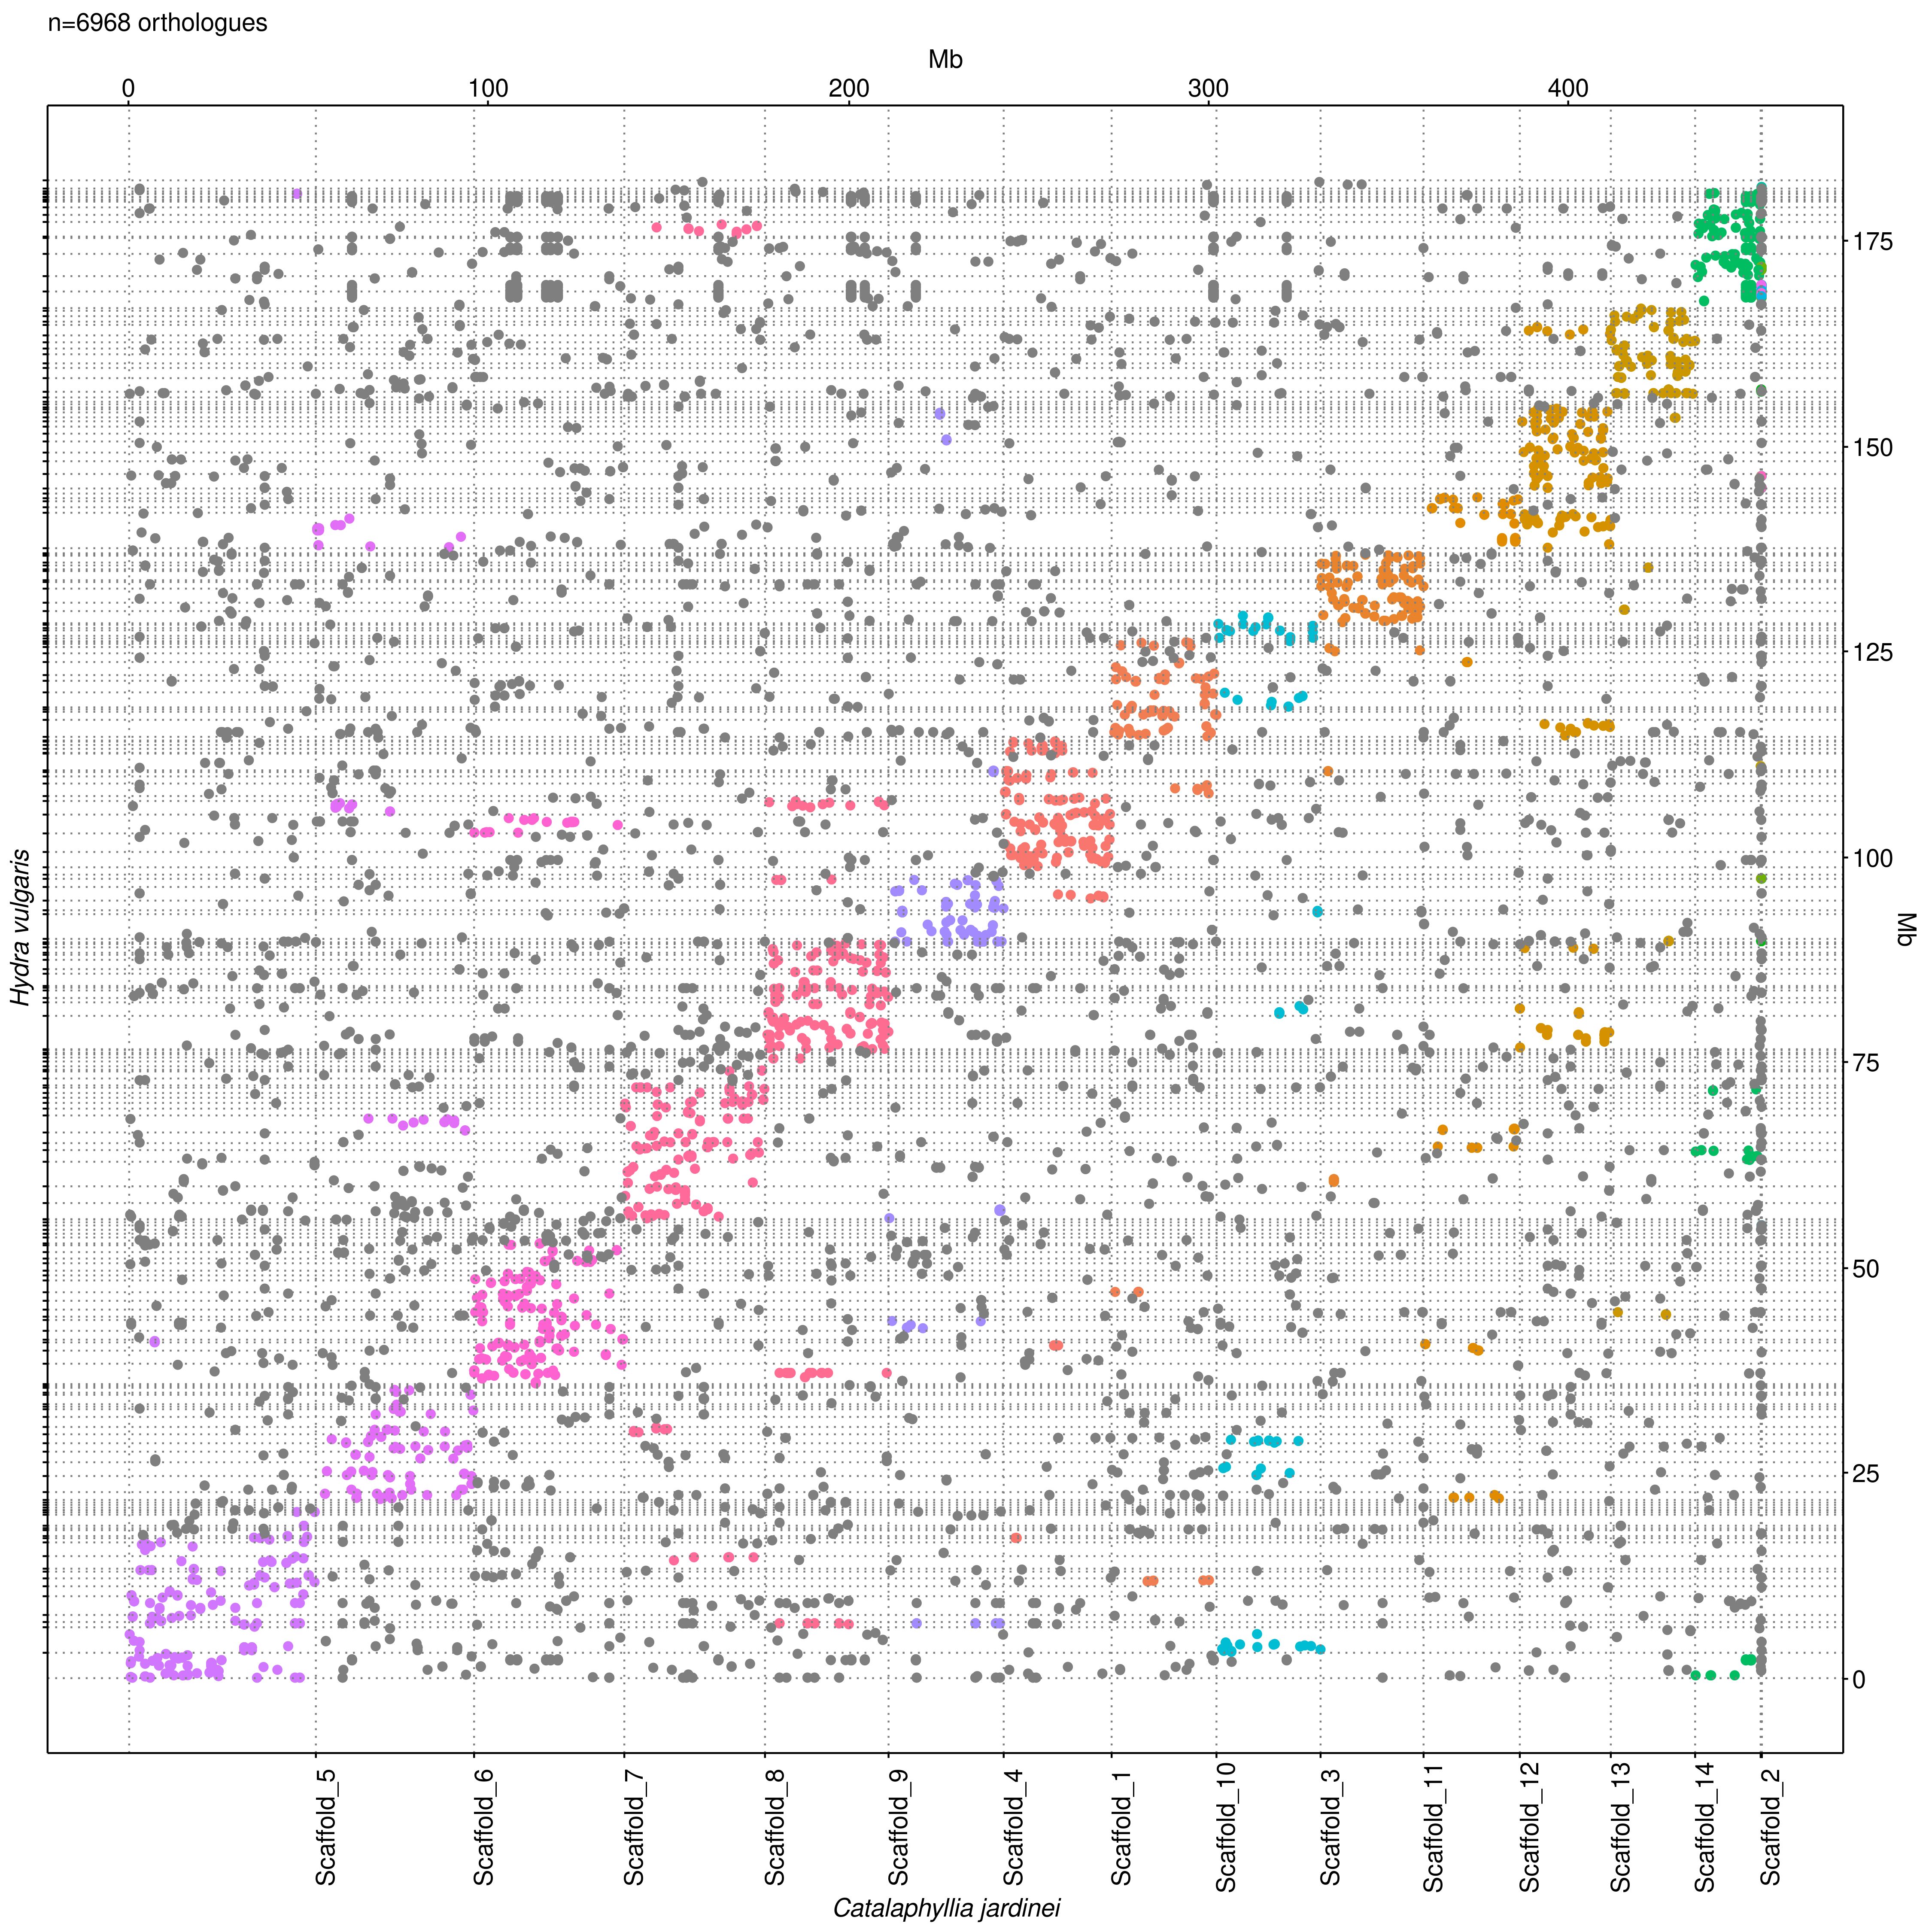 n=6968 orthologues
Mb
0 100 200 300 400
175
150
125
100
75
50
25
0
Mb
Hydra vulgaris
Scaffold_5
Scaffold_6
Scaffold_7
Scaffold_8
Scaffold_9
Scaffold_4
Scaffold_1
Scaffold_10
Scaffold_3
Scaffold_11
Scaffold_12
Scaffold_13
Scaffold_14
Scaffold_2
Catalaphyllia jardinei